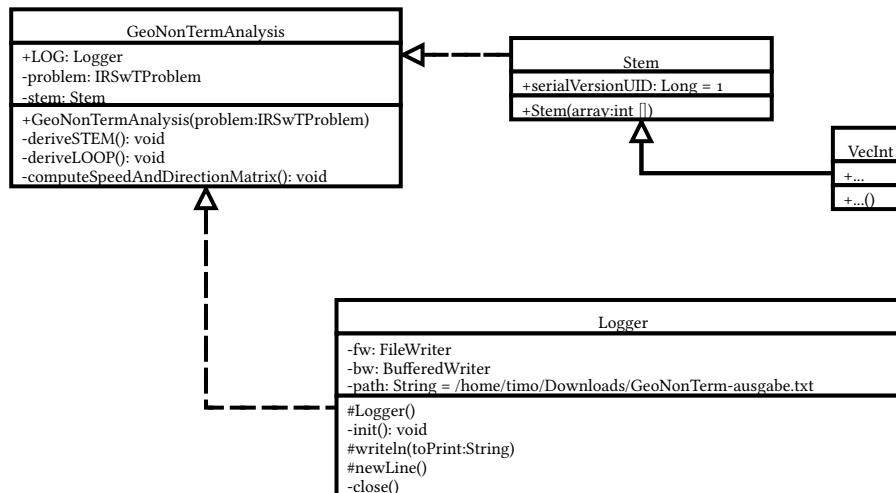 GeoNonTermAnalysis
+LOG: Logger
-problem: IRSwTProblem
-stem: Stem
+GeoNonTermAnalysis(problem:IRSwTProblem)
-deriveSTEM(): void
-deriveLOOP(): void
-computeSpeedAndDirectionMatrix(): void
Stem
+serialVersionUID: Long = 1
+Stem(array:int [])
VecInt
+...
+...()
Logger
-fw: FileWriter
-bw: BufferedWriter
-path: String = /home/timo/Downloads/GeoNonTerm-ausgabe.txt
#Logger()
-init(): void
#writeln(toPrint:String)
#newLine()
-close()